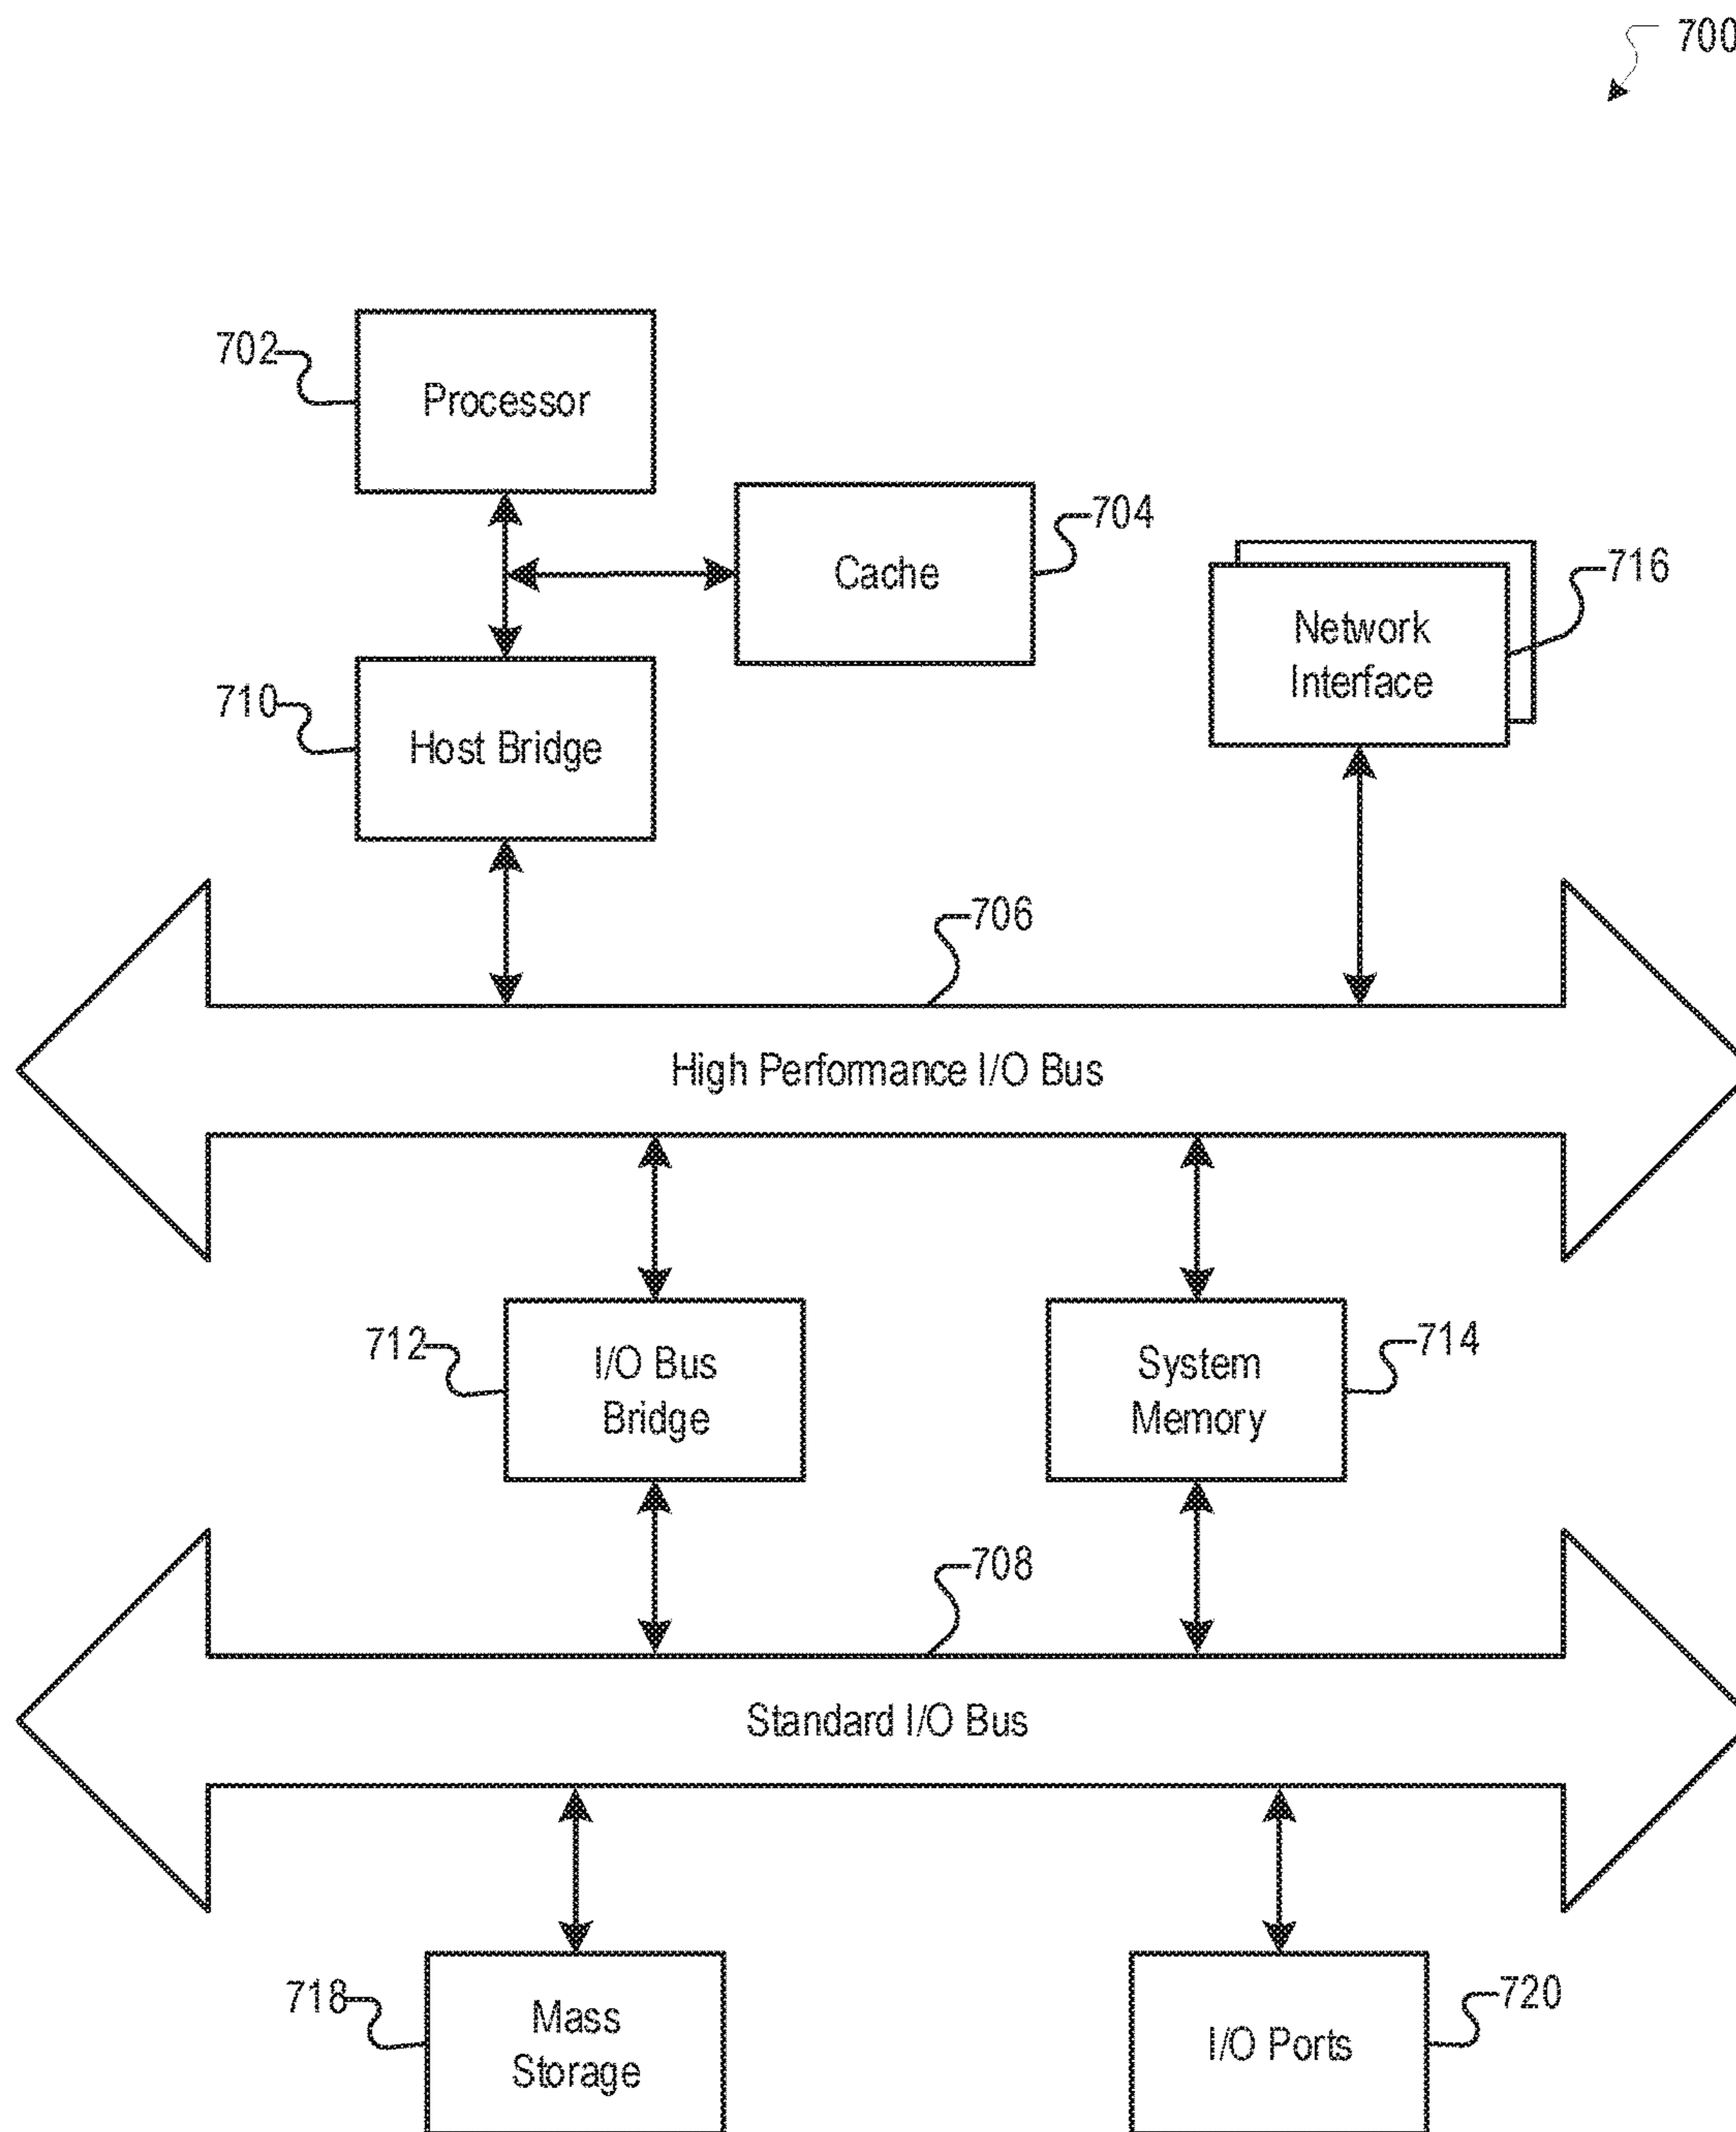 700
702
Processor
704
Cache
716
Network
Interface
710
Host Bridge
706
High Performance I/O Bus
712
I/O Bus
Bridge
System
Memory
714
708
Standard I/O Bus
718
Mass
Storage
I/O Ports
720